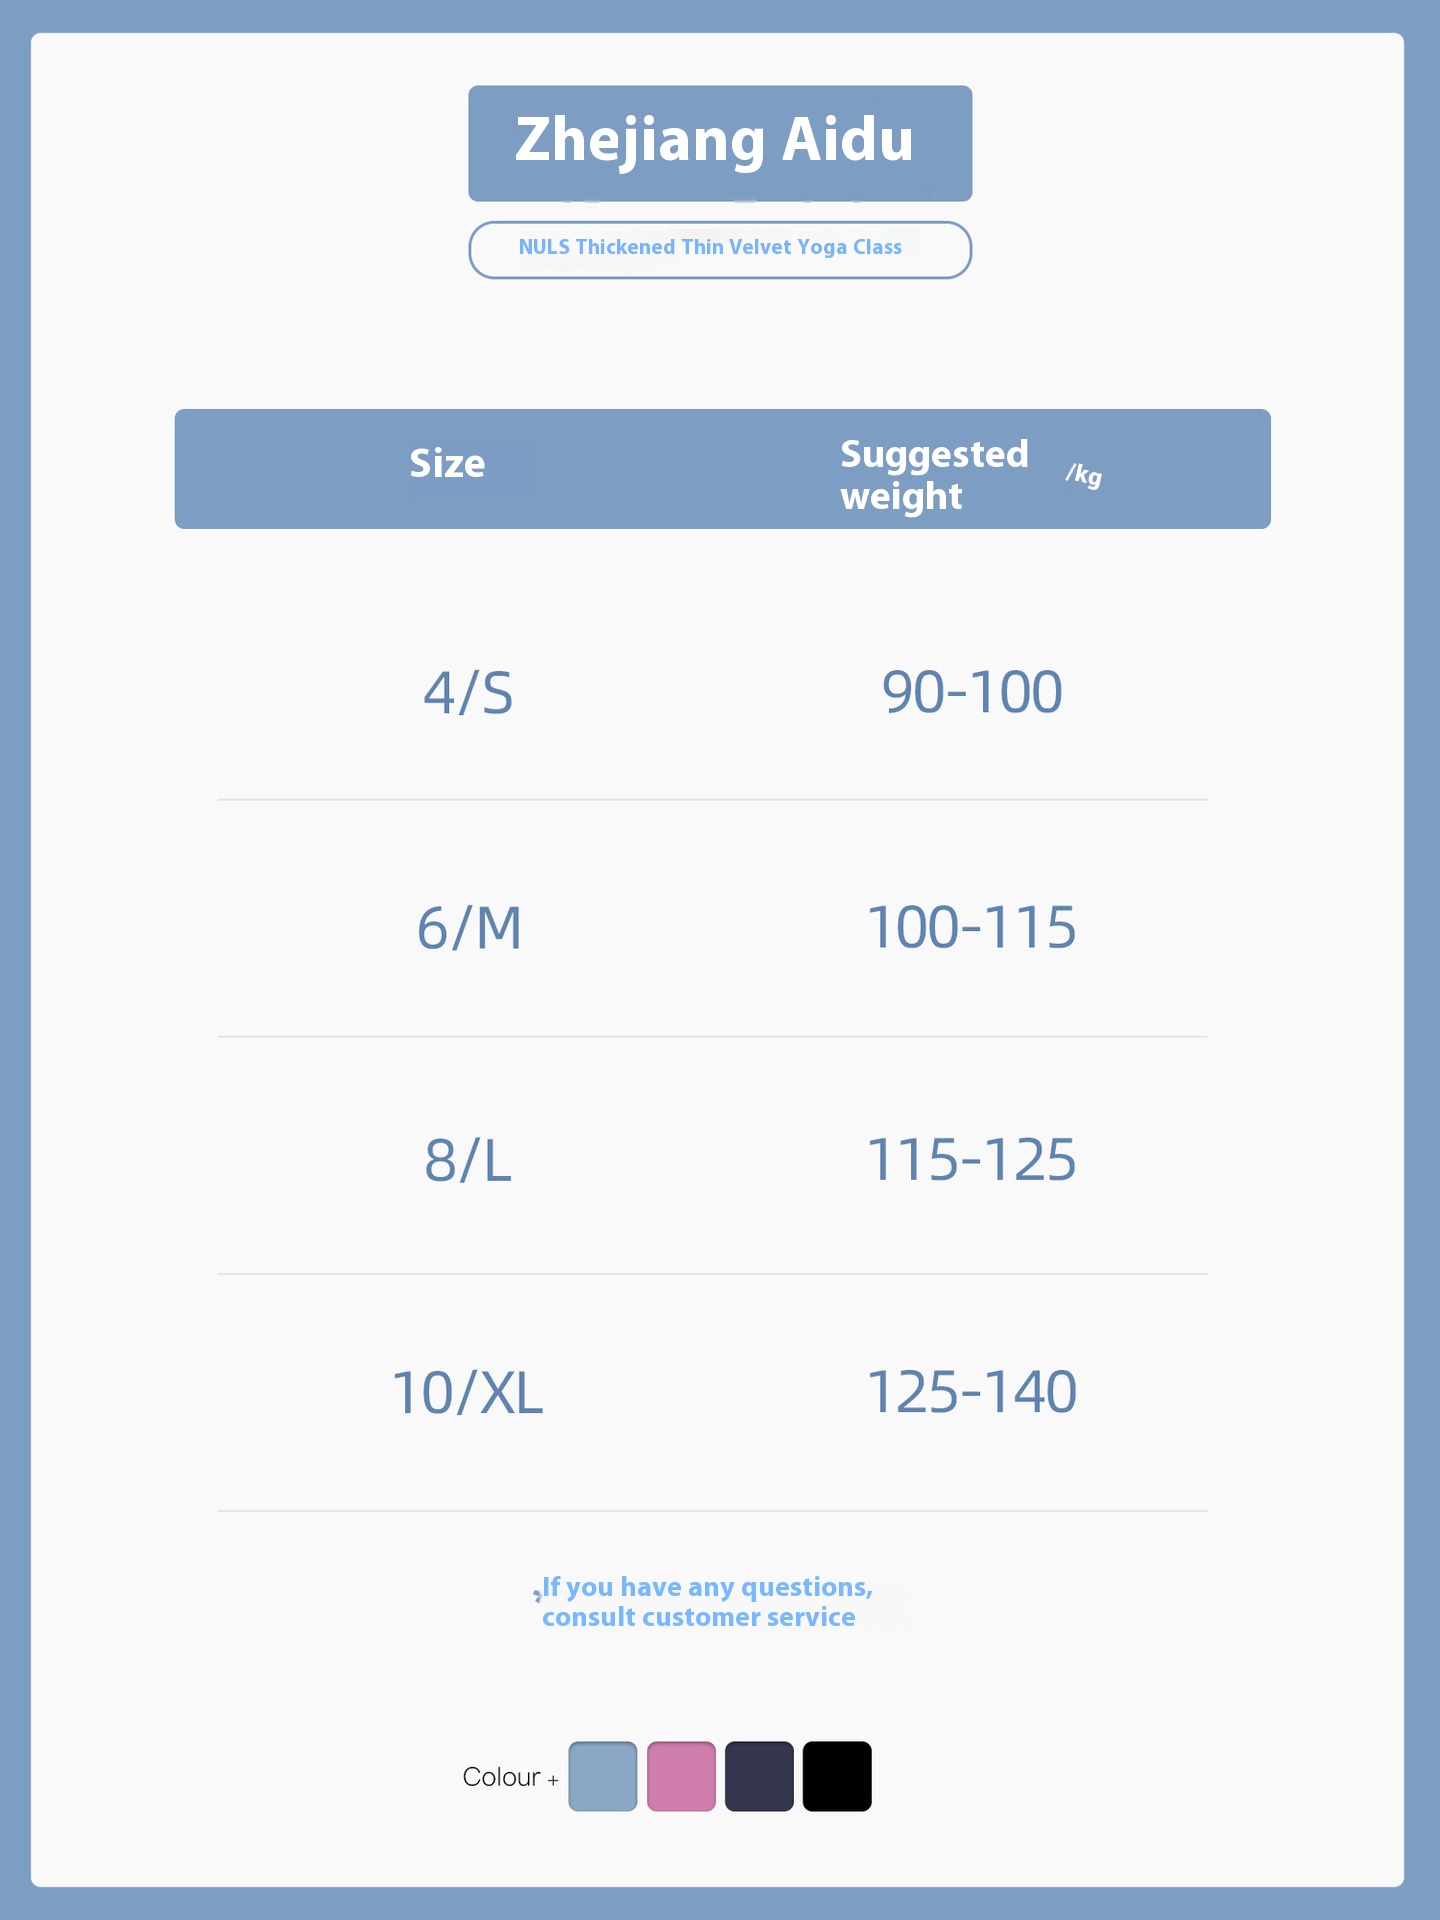 Zhejiang Aidu
NULS Thickened Thin Velvet Yoga Class
Size
Suggested
weight
/kg
4/S
90-100
6/M
100-115
8/L
115-125
10/XL
125-140
If you have any questions,
consult customer service
Colour +